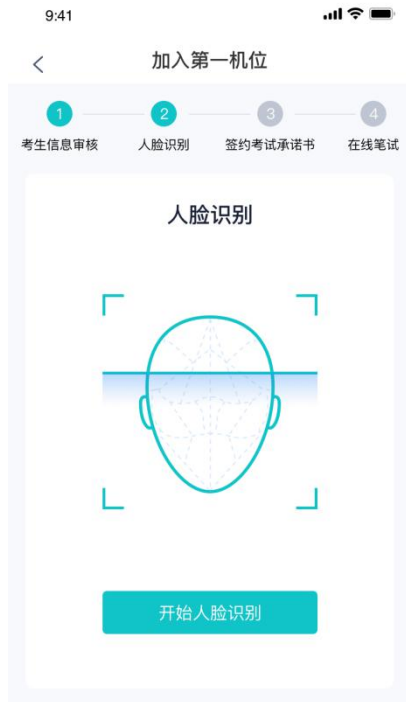 9:41
加入第一机位
1 2 3 4
考生信息审核 人脸识别 签约考试承诺书 在线笔试
人脸识别
开始人脸识别